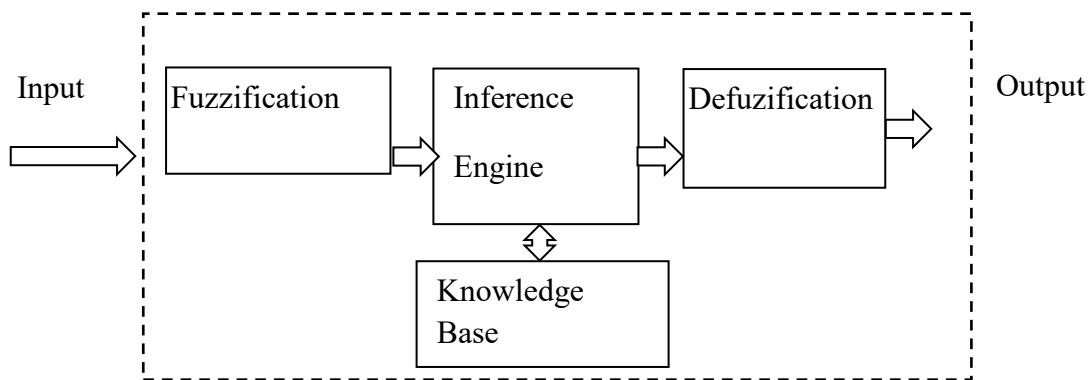 Input
Fuzzification
Inference
Engine
Defuzification
Output
Knowledge
Base